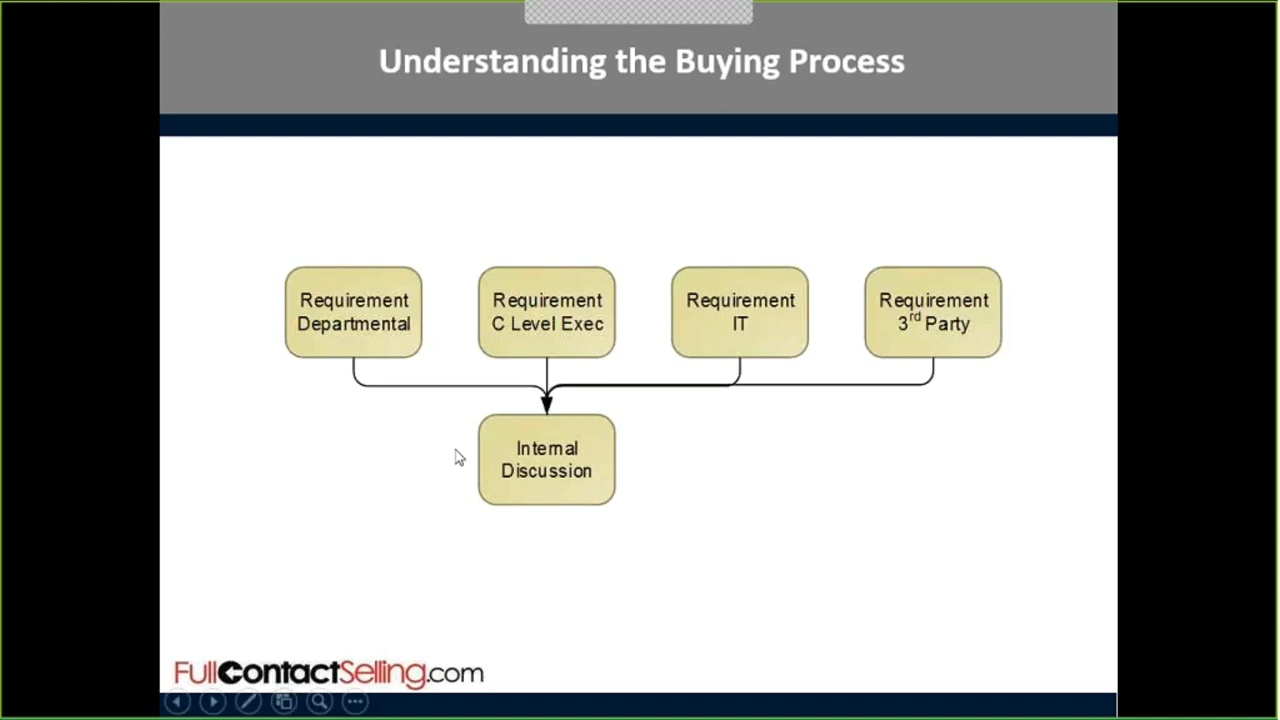 Understanding the Buying Process
Requirement
Departmental
Requirement
C Level Exec
Requirement
IT
Requirement
3rd Party
Internal
Discussion
FullContactSelling.com